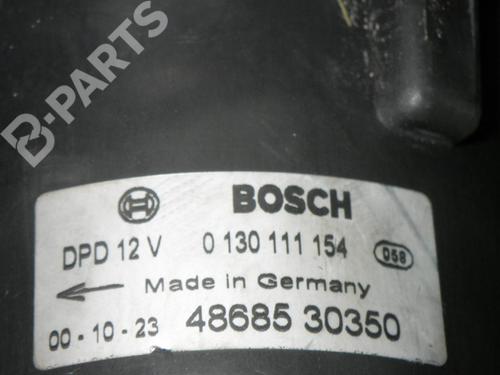 B-PARTS
BOSCH
DPD 12 V 0 130 111 154 058
Made in Germany
00-10-23 48685 30350